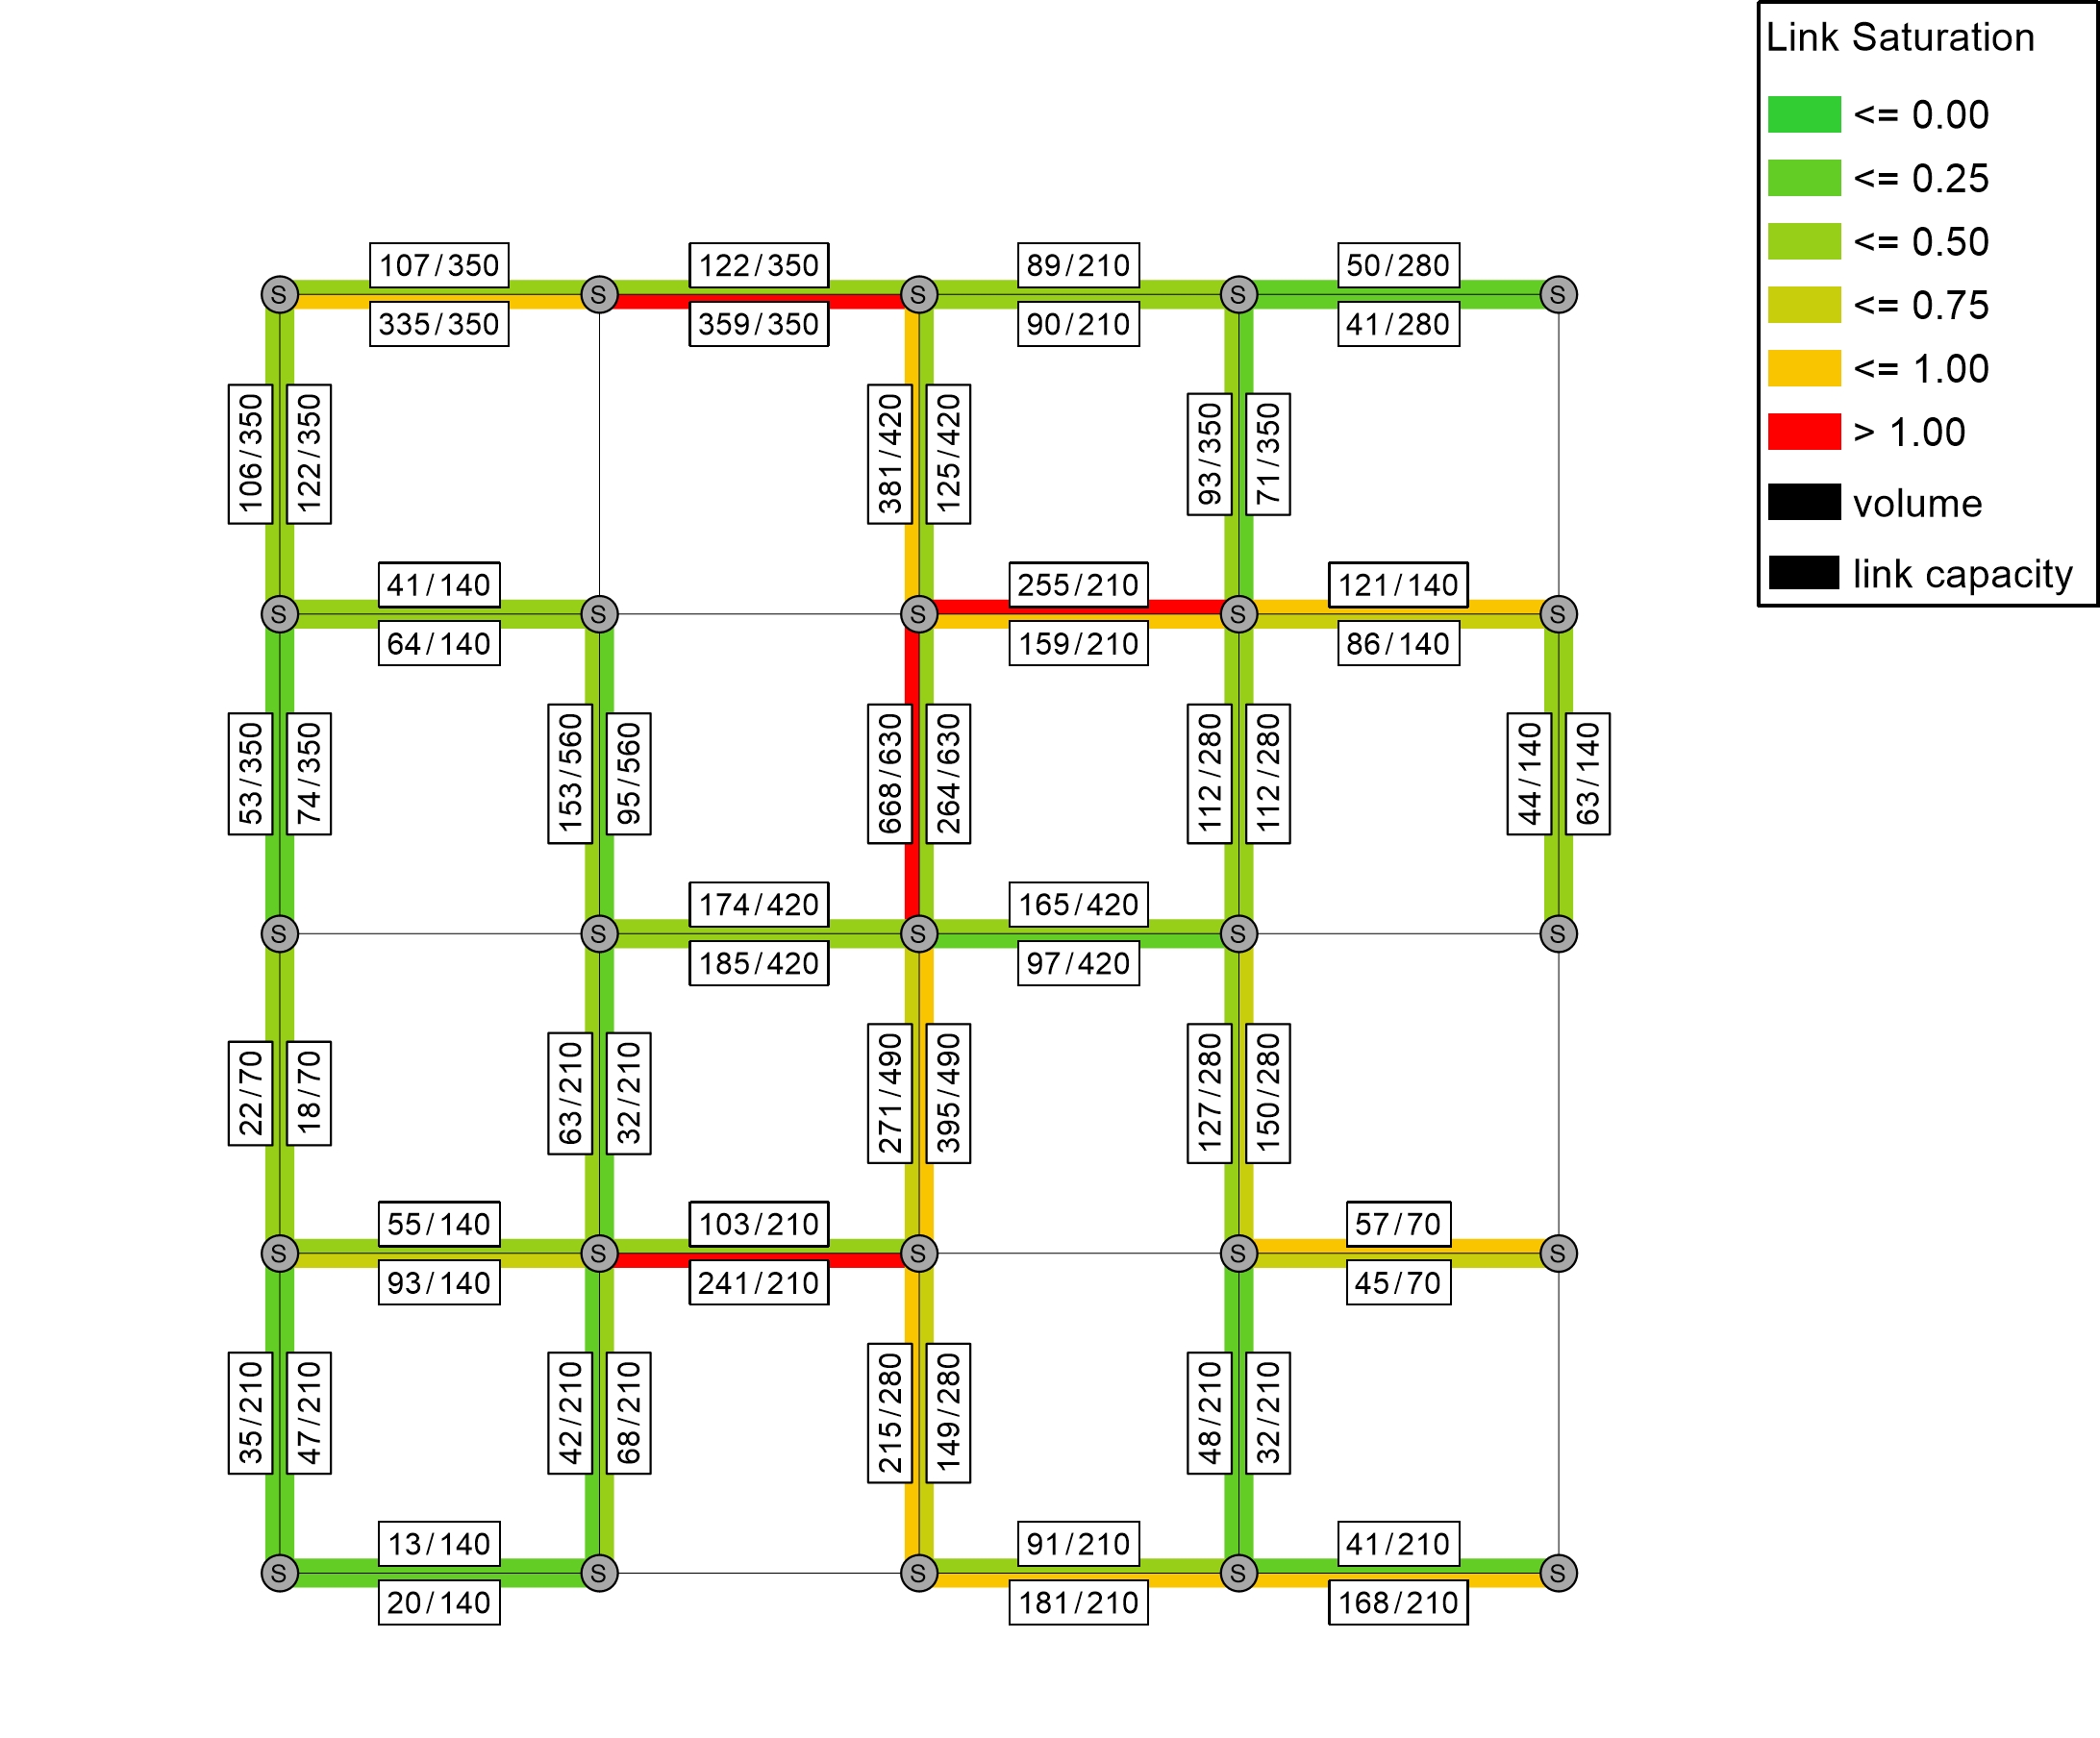 Link Saturation
<= 0.00
<= 0.25
<= 0.50
<= 0.75
<= 1.00
> 1.00
volume
link capacity
107/350
122/350
89/210
50/280
S
S
S
S
S
335/350
359/350
90/210
41/280
106/350
122/350
381/420
125/420
93/350
71/350
41/140
255/210
121/140
S
S
S
S
S
64/140
159/210
86/140
53/350
74/350
153/560
95/560
668/630
264/630
112/280
112/280
44/140
63/140
174/420
165/420
S
S
S
S
S
185/420
97/420
22/70
18/70
63/210
32/210
271/490
395/490
127/280
150/280
55/140
103/210
57/70
S
S
S
S
S
93/140
241/210
45/70
35/210
47/210
42/210
68/210
215/280
149/280
48/210
32/210
13/140
91/210
41/210
S
S
S
S
S
20/140
181/210
168/210